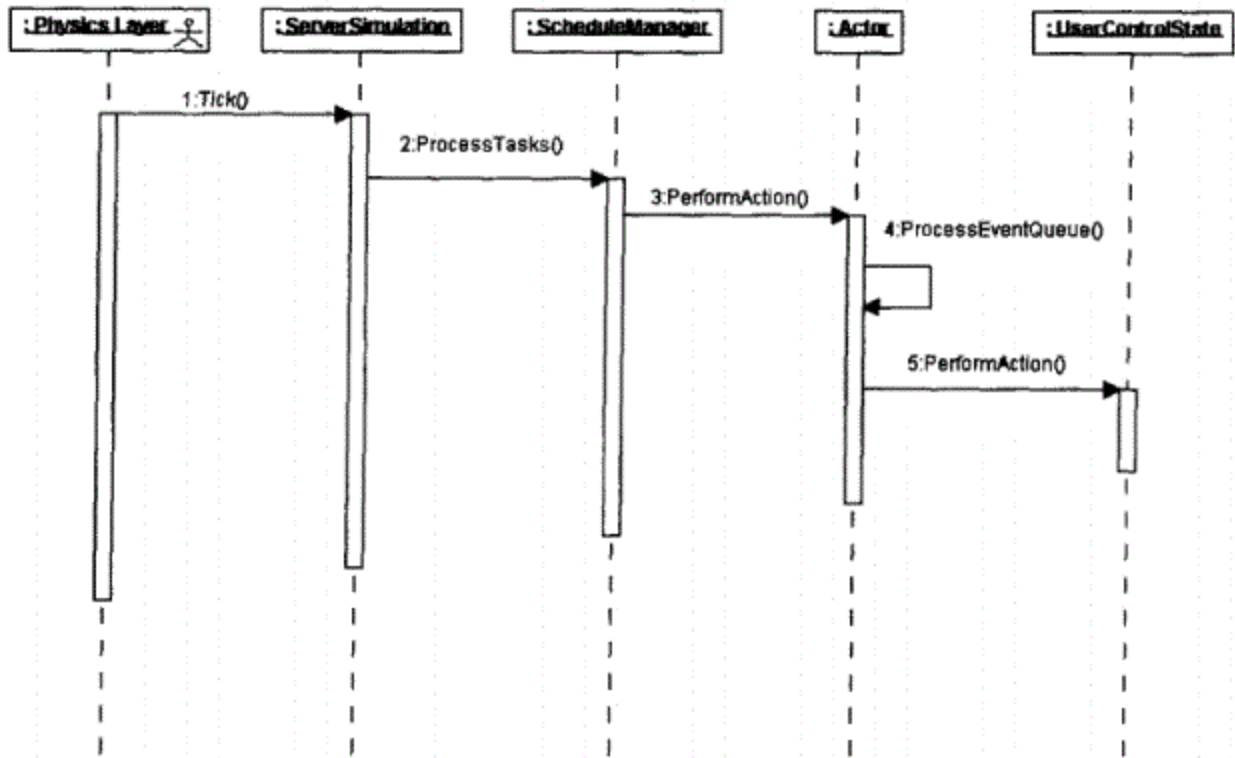 : Physics Layer
: ServerSimulation
: ScheduleManager
: Actor
: UserControlState
1:Tick()
2:ProcessTasks()
3:PerformAction()
4:ProcessEventQueue()
5:PerformAction()